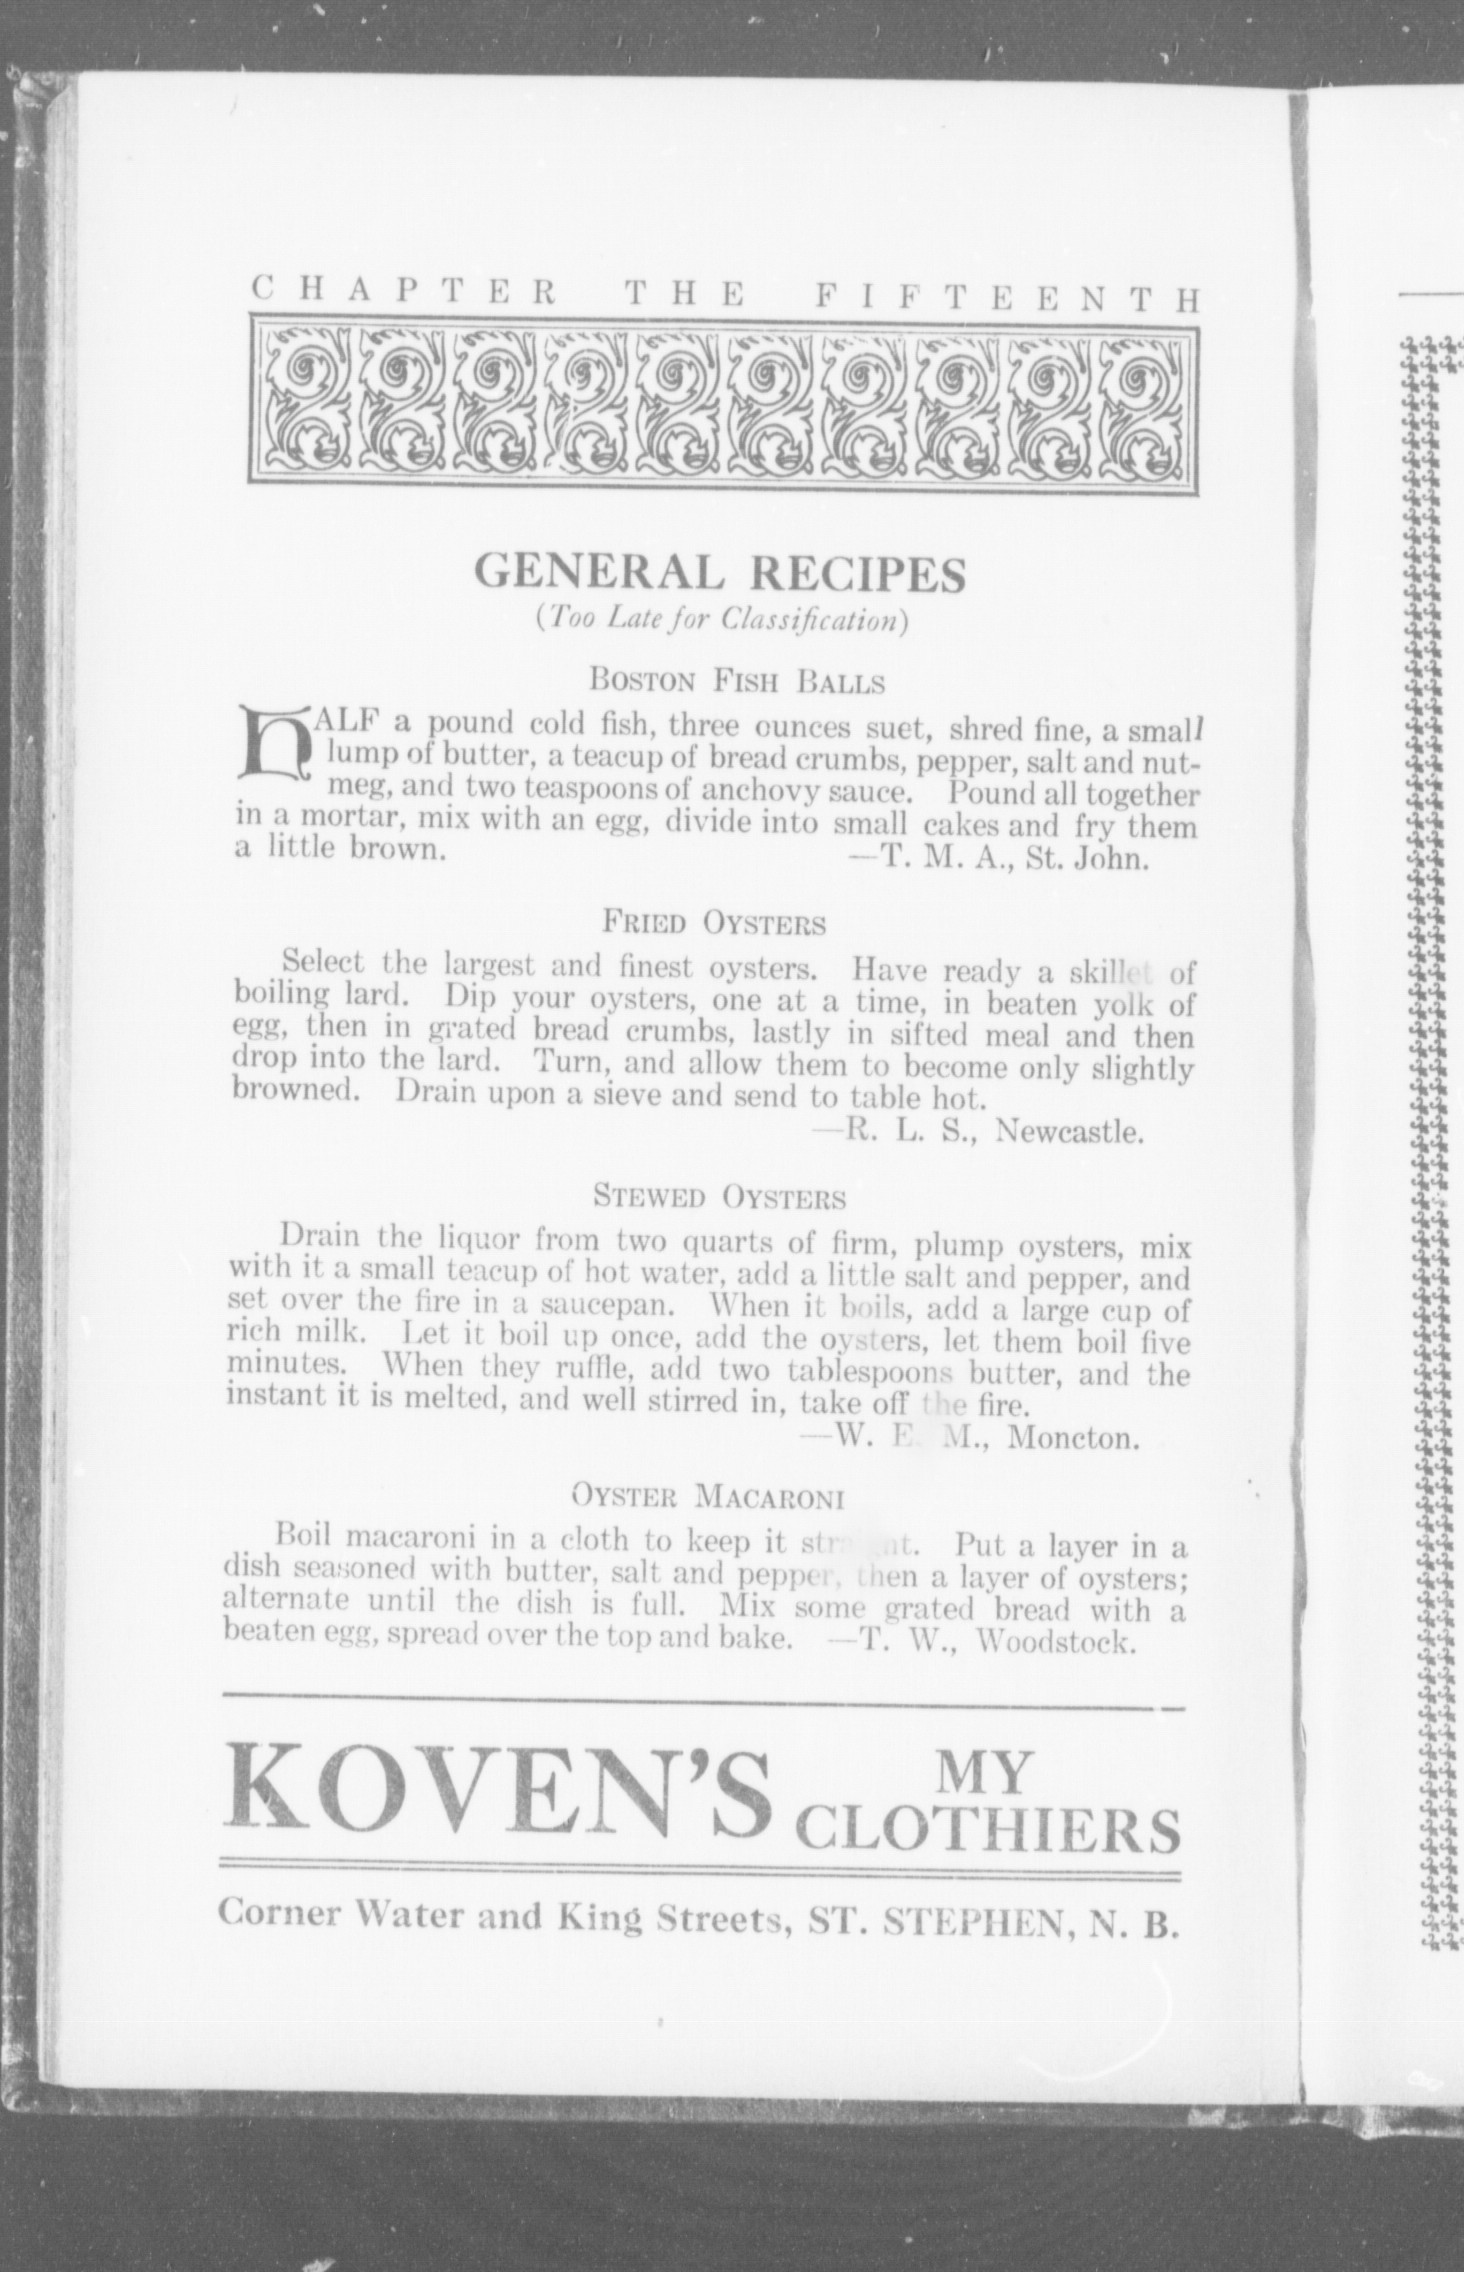 CHAPTER THE FIFTEENTH
GENERAL RECIPES
(Too Late for Classification)
BOSTON FISH BALLS
HALF a pound cold fish, three ounces suet, shred fine, a small
lump of butter, a teacup of bread crumbs, pepper, salt and nut-
meg, and two teaspoons of anchovy sauce. Pound all together
in a mortar, mix with an egg, divide into small cakes and fry them
a little brown. —T. M. A., St. John.
FRIED OYSTERS
Select the largest and finest oysters. Have ready a skillet of
boiling lard. Dip your oysters, one at a time, in beaten yolk of
egg, then in grated bread crumbs, lastly in sifted meal and then
drop into the lard. Turn, and allow them to become only slightly
browned. Drain upon a sieve and send to table hot.
—R. L. S., Newcastle.
STEWED OYSTERS
Drain the liquor from two quarts of firm, plump oysters, mix
with it a small teacup of hot water, add a little salt and pepper, and
set over the fire in a saucepan. When it boils, add a large cup of
rich milk. Let it boil up once, add the oysters, let them boil five
minutes. When they ruffle, add two tablespoons butter, and the
instant it is melted, and well stirred in, take off the fire.
—W. E. M., Moncton.
OYSTER MACARONI
Boil macaroni in a cloth to keep it straight. Put a layer in a
dish seasoned with butter, salt and pepper, then a layer of oysters;
alternate until the dish is full. Mix some grated bread with a
beaten egg, spread over the top and bake. —T. W., Woodstock.
KOVEN'S MY CLOTHIERS
Corner Water and King Streets, ST. STEPHEN, N. B.